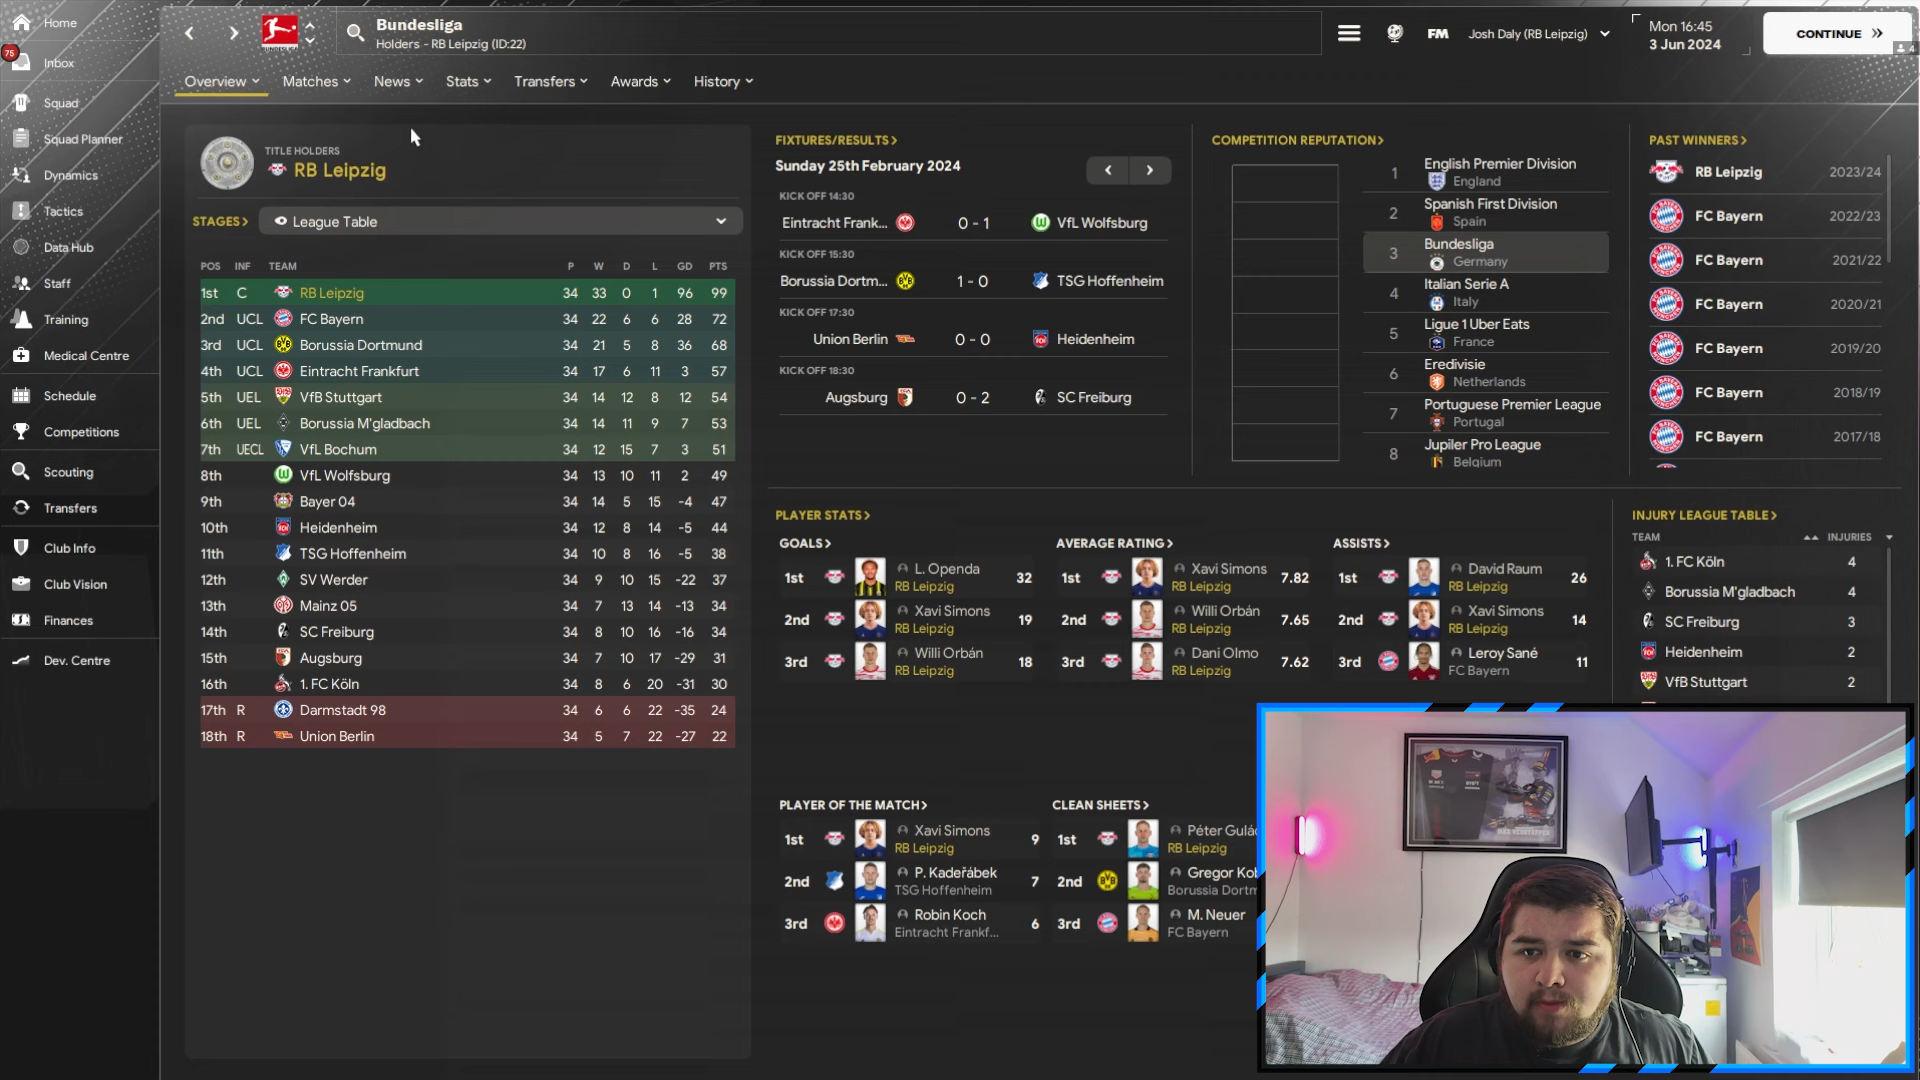 Home
75
Inbox
Squad
Squad Planner
Dynamics
Tactics
Data Hub
Staff
Training
Medical Centre
Schedule
Competitions
Scouting
Transfers
Club Info
Club Vision
Finances
Dev. Centre
Bundesliga
Holders - RB Leipzig (ID:22)
FM
Josh Daly (RB Leipzig)
Mon 16:45
3 Jun 2024
CONTINUE
4
Overview Matches News Stats Transfers Awards History
TITLE HOLDERS
RB Leipzig
STAGES> League Table
POS INF TEAM P W D L GD PTS
1st C RB Leipzig 34 33 0 1 96 99
2nd UCL FC Bayern 34 22 6 6 28 72
3rd UCL Borussia Dortmund 34 21 5 8 36 68
4th UCL Eintracht Frankfurt 34 17 6 11 3 57
5th UEL VfB Stuttgart 34 14 12 8 12 54
6th UEL Borussia M'gladbach 34 14 11 9 7 53
7th UECL VfL Bochum 34 12 15 7 3 51
8th VfL Wolfsburg 34 13 10 11 2 49
9th Bayer 04 34 14 5 15 -4 47
10th Heidenheim 34 12 8 14 -5 44
11th TSG Hoffenheim 34 10 8 16 -5 38
12th SV Werder 34 9 10 15 -22 37
13th Mainz 05 34 7 13 14 -13 34
14th SC Freiburg 34 8 10 16 -16 34
15th Augsburg 34 7 10 17 -29 31
16th 1. FC Köln 34 8 6 20 -31 30
17th R Darmstadt 98 34 6 6 22 -35 24
18th R Union Berlin 34 5 7 22 -27 22
FIXTURES/RESULTS>
Sunday 25th February 2024
KICK OFF 14:30
Eintracht Frank... 0 - 1 VfL Wolfsburg
KICK OFF 15:30
Borussia Dortm... 1 - 0 TSG Hoffenheim
KICK OFF 17:30
Union Berlin 0 - 0 Heidenheim
KICK OFF 18:30
Augsburg 0 - 2 SC Freiburg
COMPETITION REPUTATION>
1 English Premier Division
England
2 Spanish First Division
Spain
3 Bundesliga
Germany
4 Italian Serie A
Italy
5 Ligue 1 Uber Eats
France
6 Eredivisie
Netherlands
7 Portuguese Premier League
Portugal
8 Jupiler Pro League
Belgium
PAST WINNERS>
RB Leipzig 2023/24
FC Bayern 2022/23
FC Bayern 2021/22
FC Bayern 2020/21
FC Bayern 2019/20
FC Bayern 2018/19
FC Bayern 2017/18
PLAYER STATS>
GOALS>
1st L. Openda 32
RB Leipzig
2nd Xavi Simons 19
RB Leipzig
3rd Willi Orbán 18
RB Leipzig
AVERAGE RATING>
1st Xavi Simons 7.82
RB Leipzig
2nd Willi Orbán 7.65
RB Leipzig
3rd Dani Olmo 7.62
RB Leipzig
ASSISTS>
1st David Raum 26
RB Leipzig
2nd Xavi Simons 14
RB Leipzig
3rd Leroy Sané 11
FC Bayern
INJURY LEAGUE TABLE>
TEAM INJURIES
1. FC Köln 4
Borussia M'gladbach 4
SC Freiburg 3
Heidenheim 2
VfB Stuttgart 2
PLAYER OF THE MATCH>
1st Xavi Simons 9
RB Leipzig
2nd P. Kadeřábek 7
TSG Hoffenheim
3rd Robin Koch 6
Eintracht Frankf...
CLEAN SHEETS>
1st Péter Gulác
RB Leipzig
2nd Gregor Kob
Borussia Dortm
3rd M. Neuer
FC Bayern